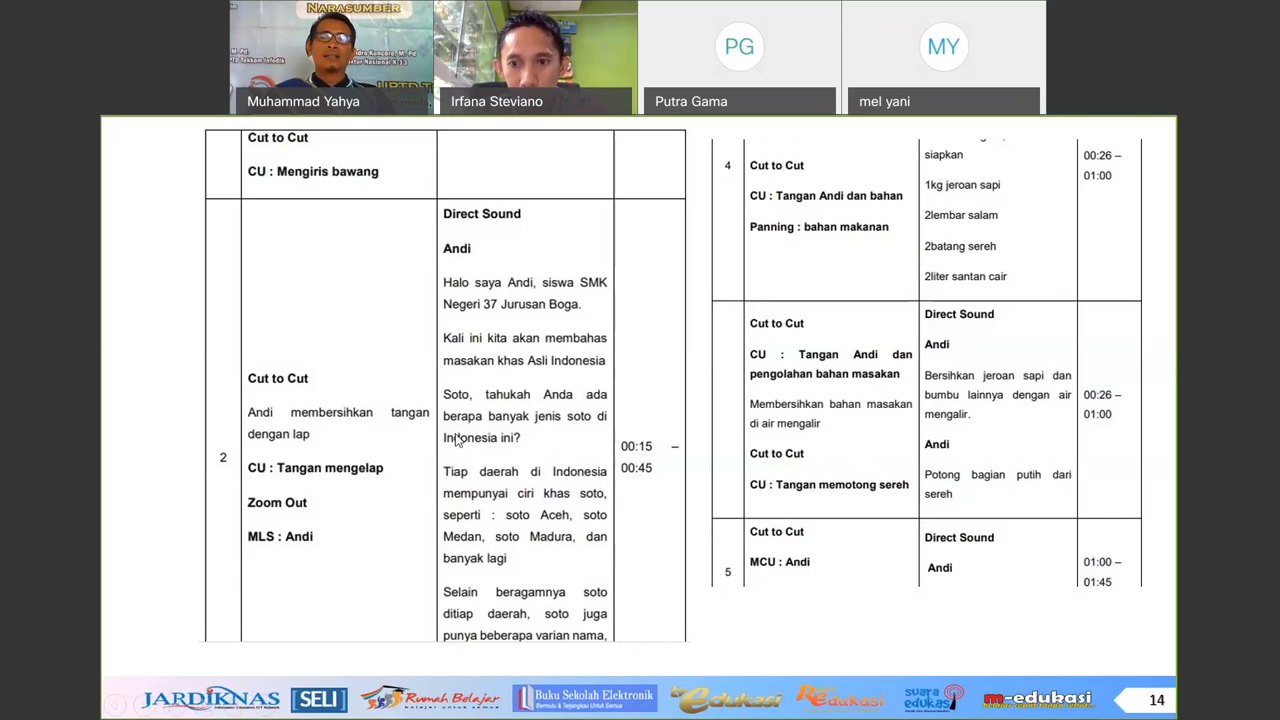 NARASUMBER
M. Pd.
PTD Tekkom Infodik
Muhammad Yahya
Irfana Steviano
PG
Putra Gama
MY
mel yani
Cut to Cut
CU : Mengiris bawang
2
Cut to Cut
Andi membersihkan tangan
dengan lap
CU : Tangan mengelap
Zoom Out
MLS : Andi
Direct Sound
Andi
Halo saya Andi, siswa SMK
Negeri 37 Jurusan Boga.
Kali ini kita akan membahas
masakan khas Asli Indonesia
Soto, tahukah Anda ada
berapa banyak jenis soto di
Indonesia ini?
Tiap daerah di Indonesia
mempunyai ciri khas soto,
seperti : soto Aceh, soto
Medan, soto Madura, dan
banyak lagi
Selain beragamnya soto
ditiap daerah, soto juga
punya beberapa varian nama,
00:15 –
00:45
4
Cut to Cut
CU : Tangan Andi dan bahan
Panning : bahan makanan
siapkan
1kg jeroan sapi
2lembar salam
2batang sereh
2liter santan cair
00:26 –
01:00
Cut to Cut
CU : Tangan Andi dan
pengolahan bahan masakan
Membersihkan bahan masakan
di air mengalir
Cut to Cut
CU : Tangan memotong sereh
Direct Sound
Andi
Bersihkan jeroan sapi dan
bumbu lainnya dengan air
mengalir.
Andi
Potong bagian putih dari
sereh
00:26 –
01:00
5
Cut to Cut
MCU : Andi
Direct Sound
Andi
01:00 –
01:45
JARDIKNAS
SELI
Rumah Belajar
Buku Sekolah Elektronik
Bermutu & Terjangkau Untuk Semua
edukasi
Edukasi
suara edukasi
m-edukasi
14